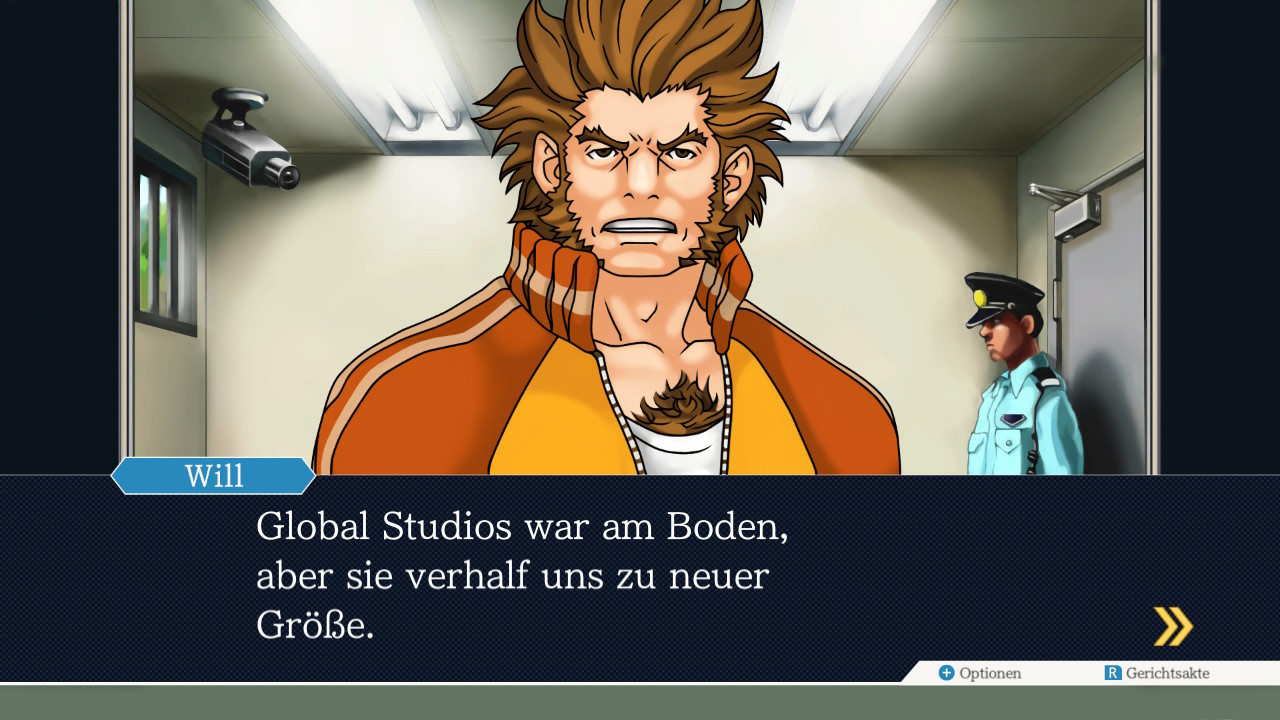 Will
Global Studios war am Boden,
aber sie verhalf uns zu neuer
Größe.
Optionen
R Gerichtsakte